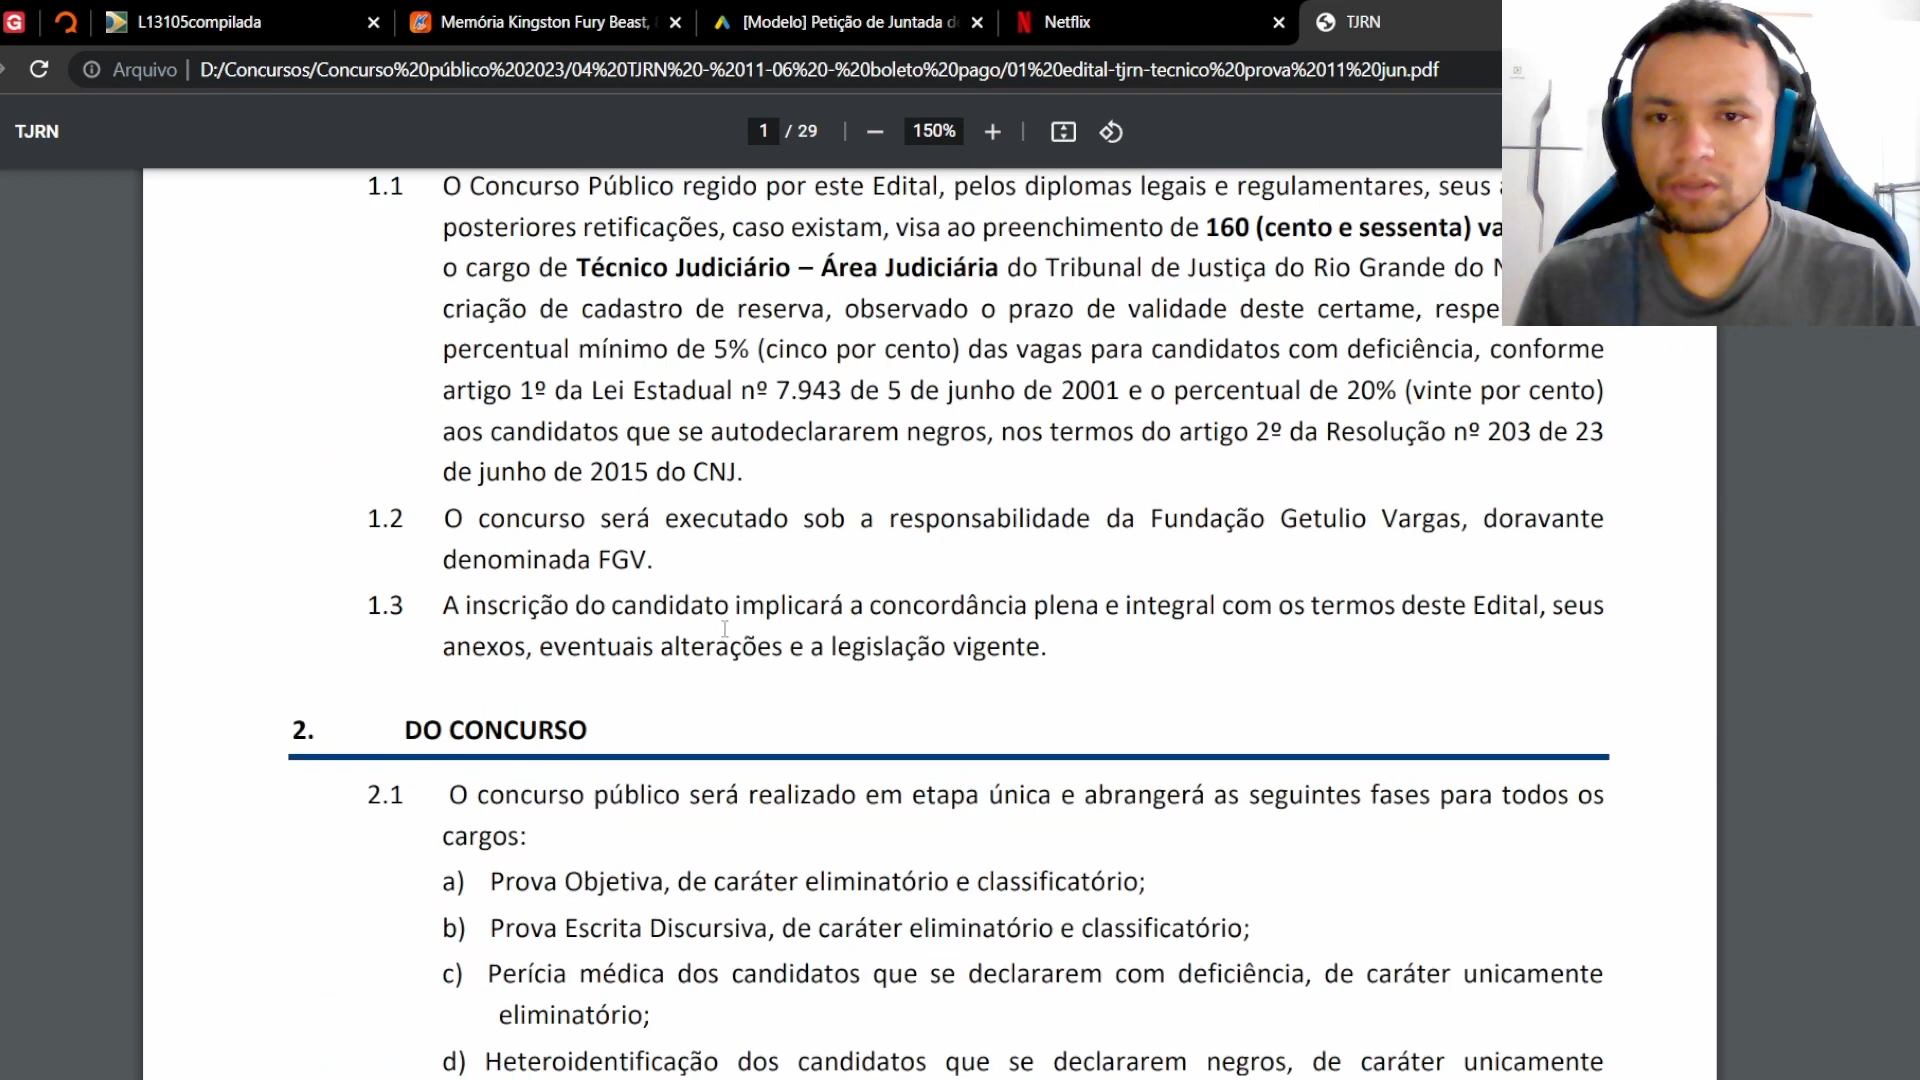 L13105compilada
Memória Kingston Fury Beast,
[Modelo] Petição de Juntada d
Netflix
TJRN
Arquivo | D:/Concursos/Concurso%20público%202023/04%20TJRN%20-%2011-06%20-%20boleto%20pago/01%20edital-tjrn-tecnico%20prova%2011%20jun.pdf
TJRN 1 / 29 150%
1.1 O Concurso Público regido por este Edital, pelos diplomas legais e regulamentares, seus
posteriores retificações, caso existam, visa ao preenchimento de 160 (cento e sessenta) va
o cargo de Técnico Judiciário – Área Judiciária do Tribunal de Justiça do Rio Grande do N
criação de cadastro de reserva, observado o prazo de validade deste certame, respe
percentual mínimo de 5% (cinco por cento) das vagas para candidatos com deficiência, conforme
artigo 1º da Lei Estadual nº 7.943 de 5 de junho de 2001 e o percentual de 20% (vinte por cento)
aos candidatos que se autodeclararem negros, nos termos do artigo 2º da Resolução nº 203 de 23
de junho de 2015 do CNJ.
1.2 O concurso será executado sob a responsabilidade da Fundação Getulio Vargas, doravante
denominada FGV.
1.3 A inscrição do candidato implicará a concordância plena e integral com os termos deste Edital, seus
anexos, eventuais alterações e a legislação vigente.
2. DO CONCURSO
2.1 O concurso público será realizado em etapa única e abrangerá as seguintes fases para todos os
cargos:
a) Prova Objetiva, de caráter eliminatório e classificatório;
b) Prova Escrita Discursiva, de caráter eliminatório e classificatório;
c) Perícia médica dos candidatos que se declararem com deficiência, de caráter unicamente
eliminatório;
d) Heteroidentificação dos candidatos que se declararem negros, de caráter unicamente